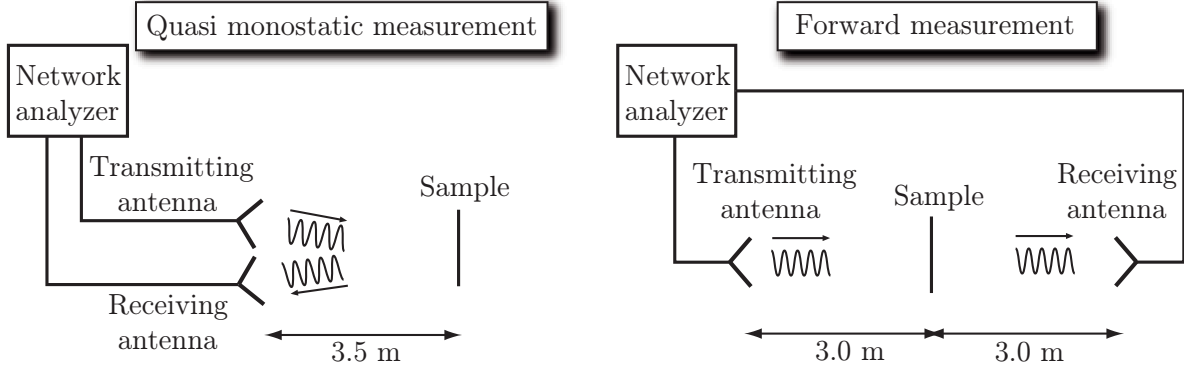 Quasi monostatic measurement
Network
analyzer
Transmitting
antenna
Sample
Receiving
antenna
3.5 m
Forward measurement
Network
analyzer
Transmitting
antenna
Sample
Receiving
antenna
3.0 m
3.0 m